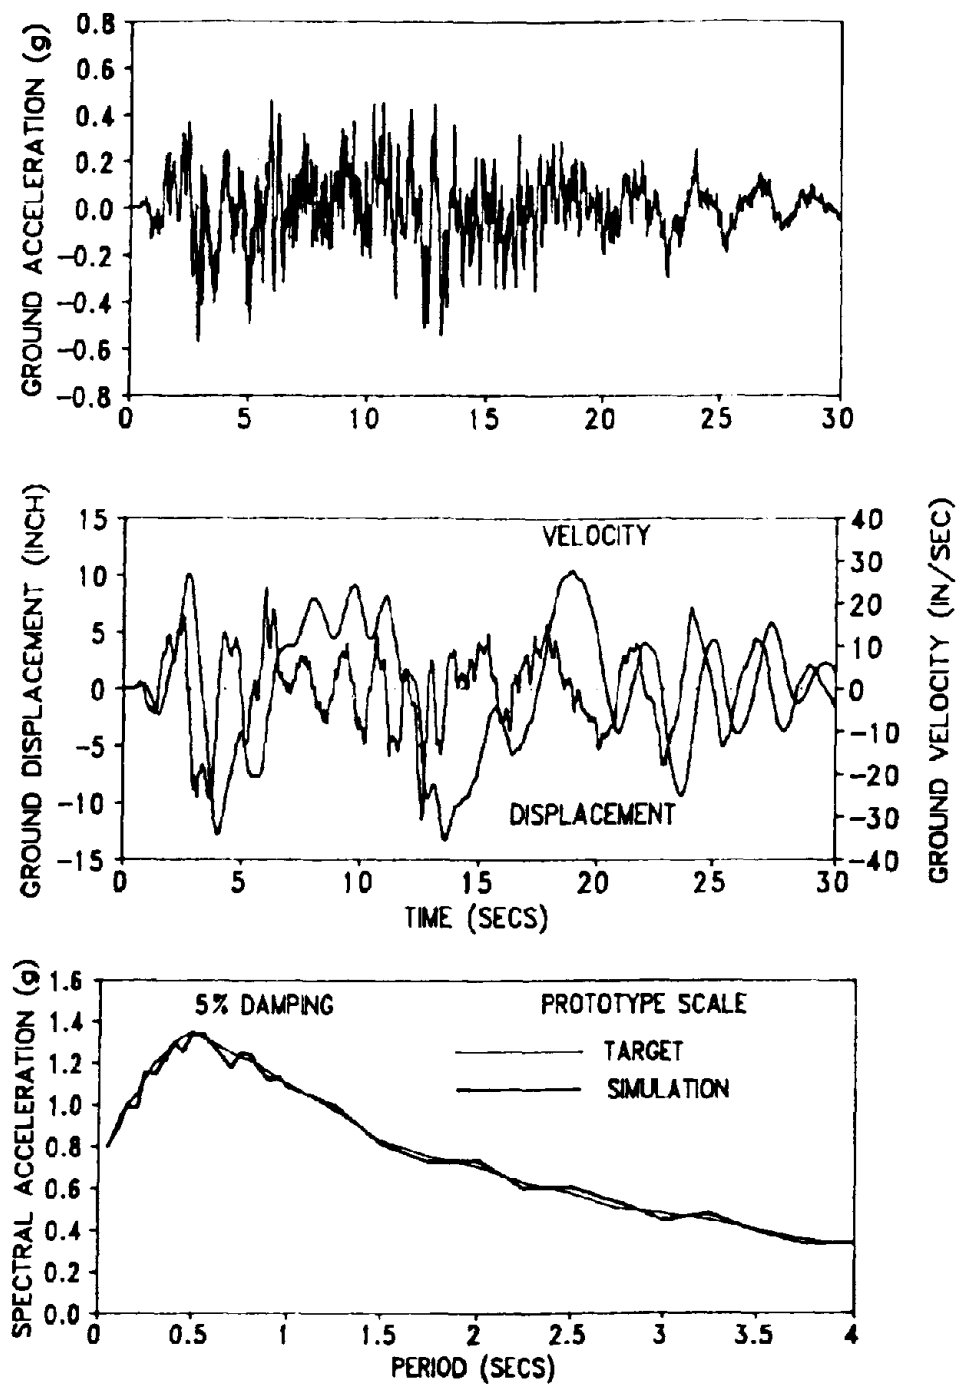 GROUND ACCELERATION (g)
0.8
0.6
0.4
0.2
0.0
−0.2
−0.4
−0.6
−0.8
0 5 10 15 20 25 30
GROUND DISPLACEMENT (INCH)
15
10
5
0
−5
−10
−15
VELOCITY
DISPLACEMENT
40
30
20
10
0
−10
−20
−30
−40
GROUND VELOCITY (IN/SEC)
0 5 10 15 20 25 30
TIME (SECS)
SPECTRAL ACCELERATION (g)
1.6
1.4
1.2
1.0
0.8
0.6
0.4
0.2
0.0
5% DAMPING
PROTOTYPE SCALE
TARGET
SIMULATION
0 0.5 1 1.5 2 2.5 3 3.5 4
PERIOD (SECS)